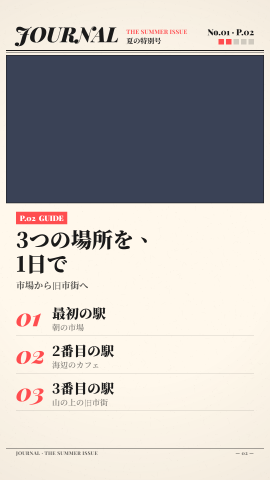 JOURNAL
THE SUMMER ISSUE
夏の特別号
No.01 · P.02
P.02 GUIDE
3つの場所を、
1日で
市場から旧市街へ
01 最初の駅
朝の市場
02 2番目の駅
海辺のカフェ
03 3番目の駅
山の上の旧市街
JOURNAL · THE SUMMER ISSUE
— 02 —